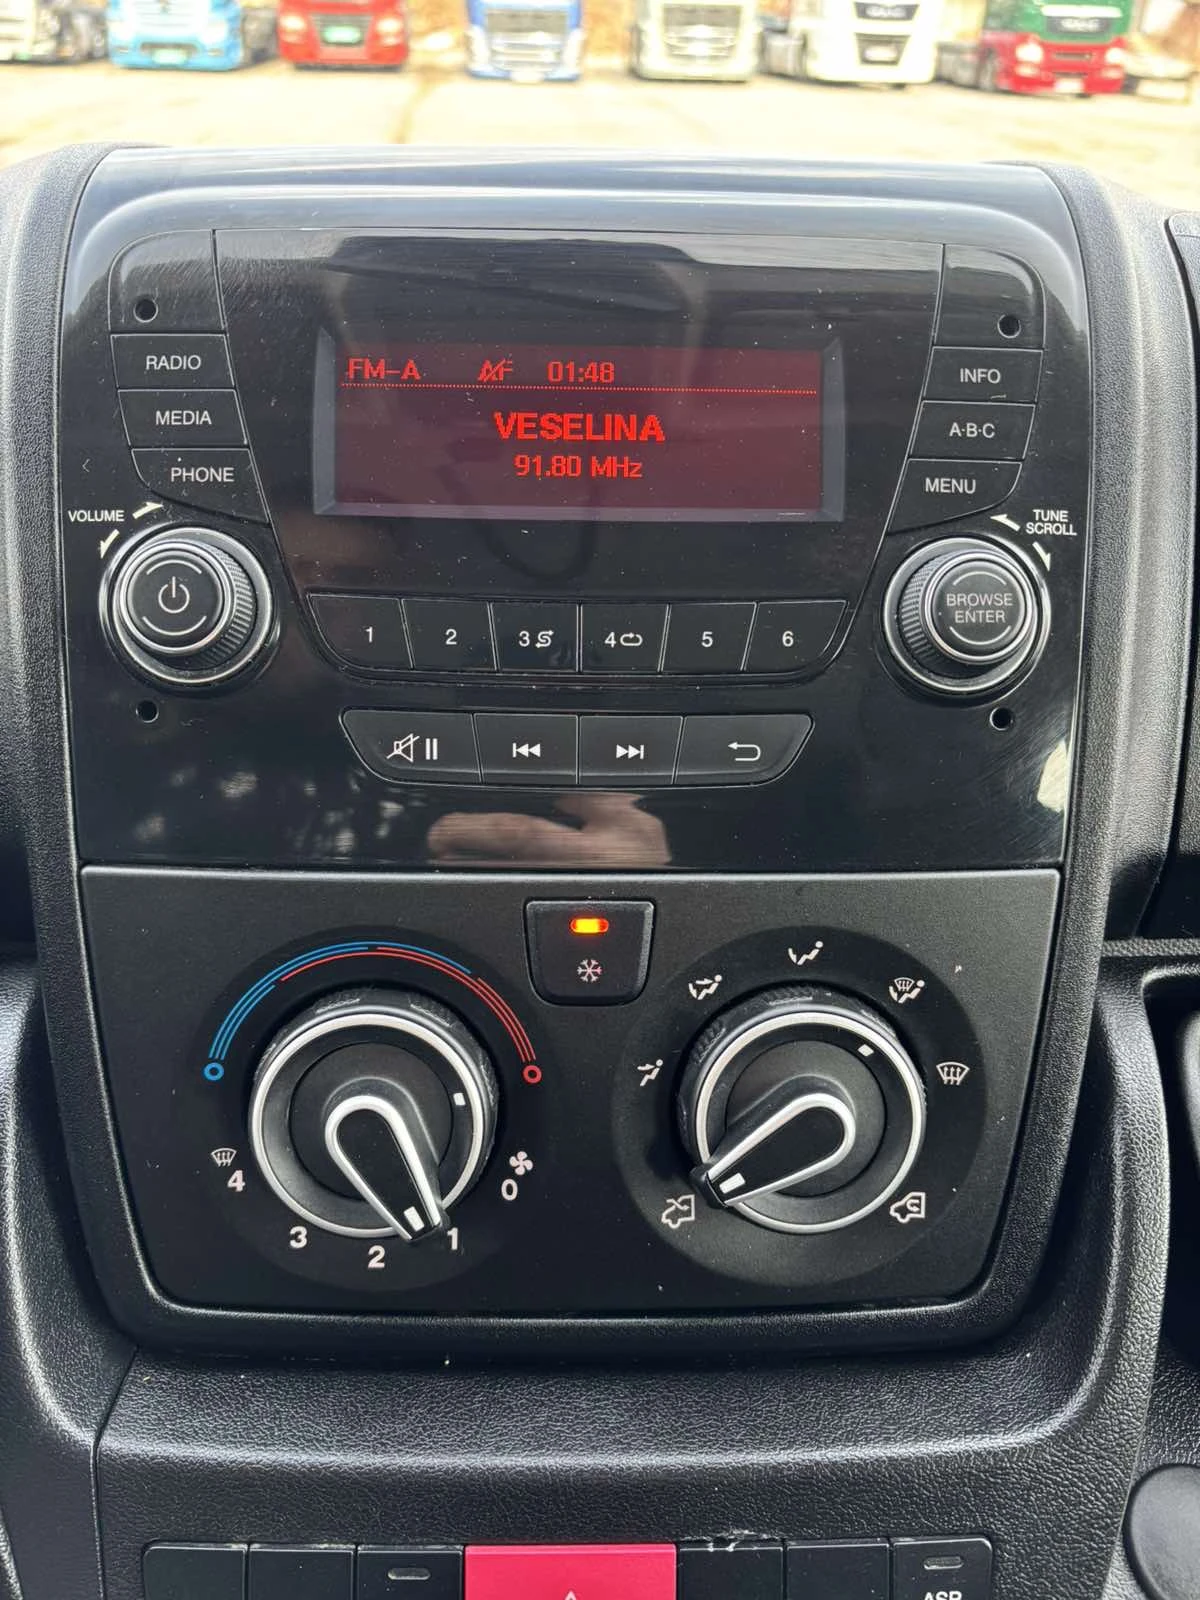 FM-A AF 01:48
VESELINA
91.80 MHz
RADIO
MEDIA
PHONE
VOLUME
INFO
A·B·C
MENU
TUNE
SCROLL
BROWSE
ENTER
1 2 3 4 5 6
4
3
2
1
0
ASR